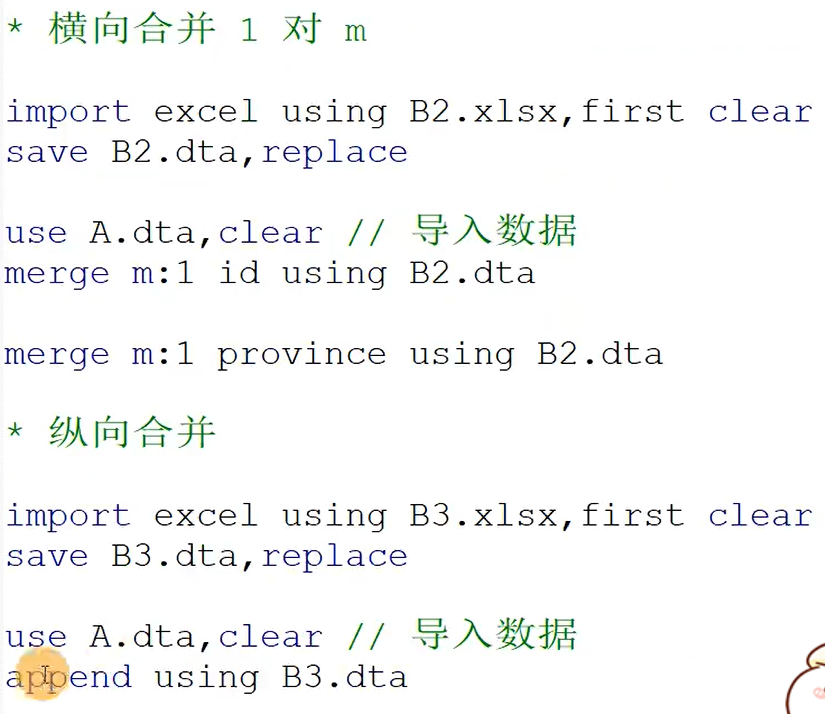 * 横向合并 1 对 m
import excel using B2.xlsx,first clear
save B2.dta,replace
use A.dta,clear // 导入数据
merge m:1 id using B2.dta
merge m:1 province using B2.dta
* 纵向合并
import excel using B3.xlsx,first clear
save B3.dta,replace
use A.dta,clear // 导入数据
append using B3.dta